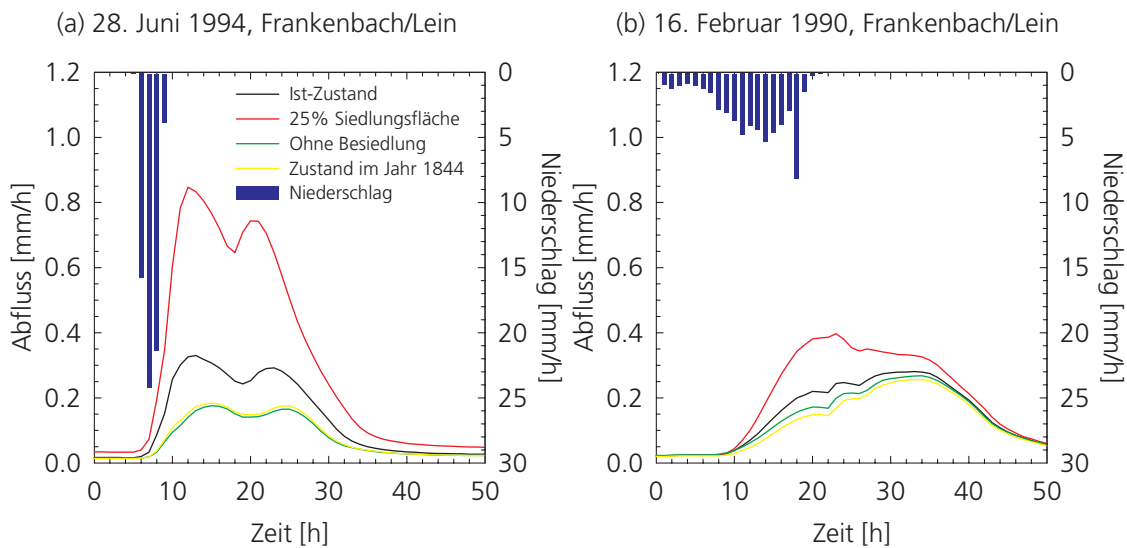 (a) 28. Juni 1994, Frankenbach/Lein
1.2
1.0
0.8
0.6
0.4
0.2
0.0
Abfluss [mm/h]
Ist-Zustand
25% Siedlungsfläche
Ohne Besiedlung
Zustand im Jahr 1844
Niederschlag
0
5
10
15
20
25
30
Niederschlag [mm/h]
0 10 20 30 40 50
Zeit [h]
(b) 16. Februar 1990, Frankenbach/Lein
1.2
1.0
0.8
0.6
0.4
0.2
0.0
Abfluss [mm/h]
0
5
10
15
20
25
30
Niederschlag [mm/h]
0 10 20 30 40 50
Zeit [h]